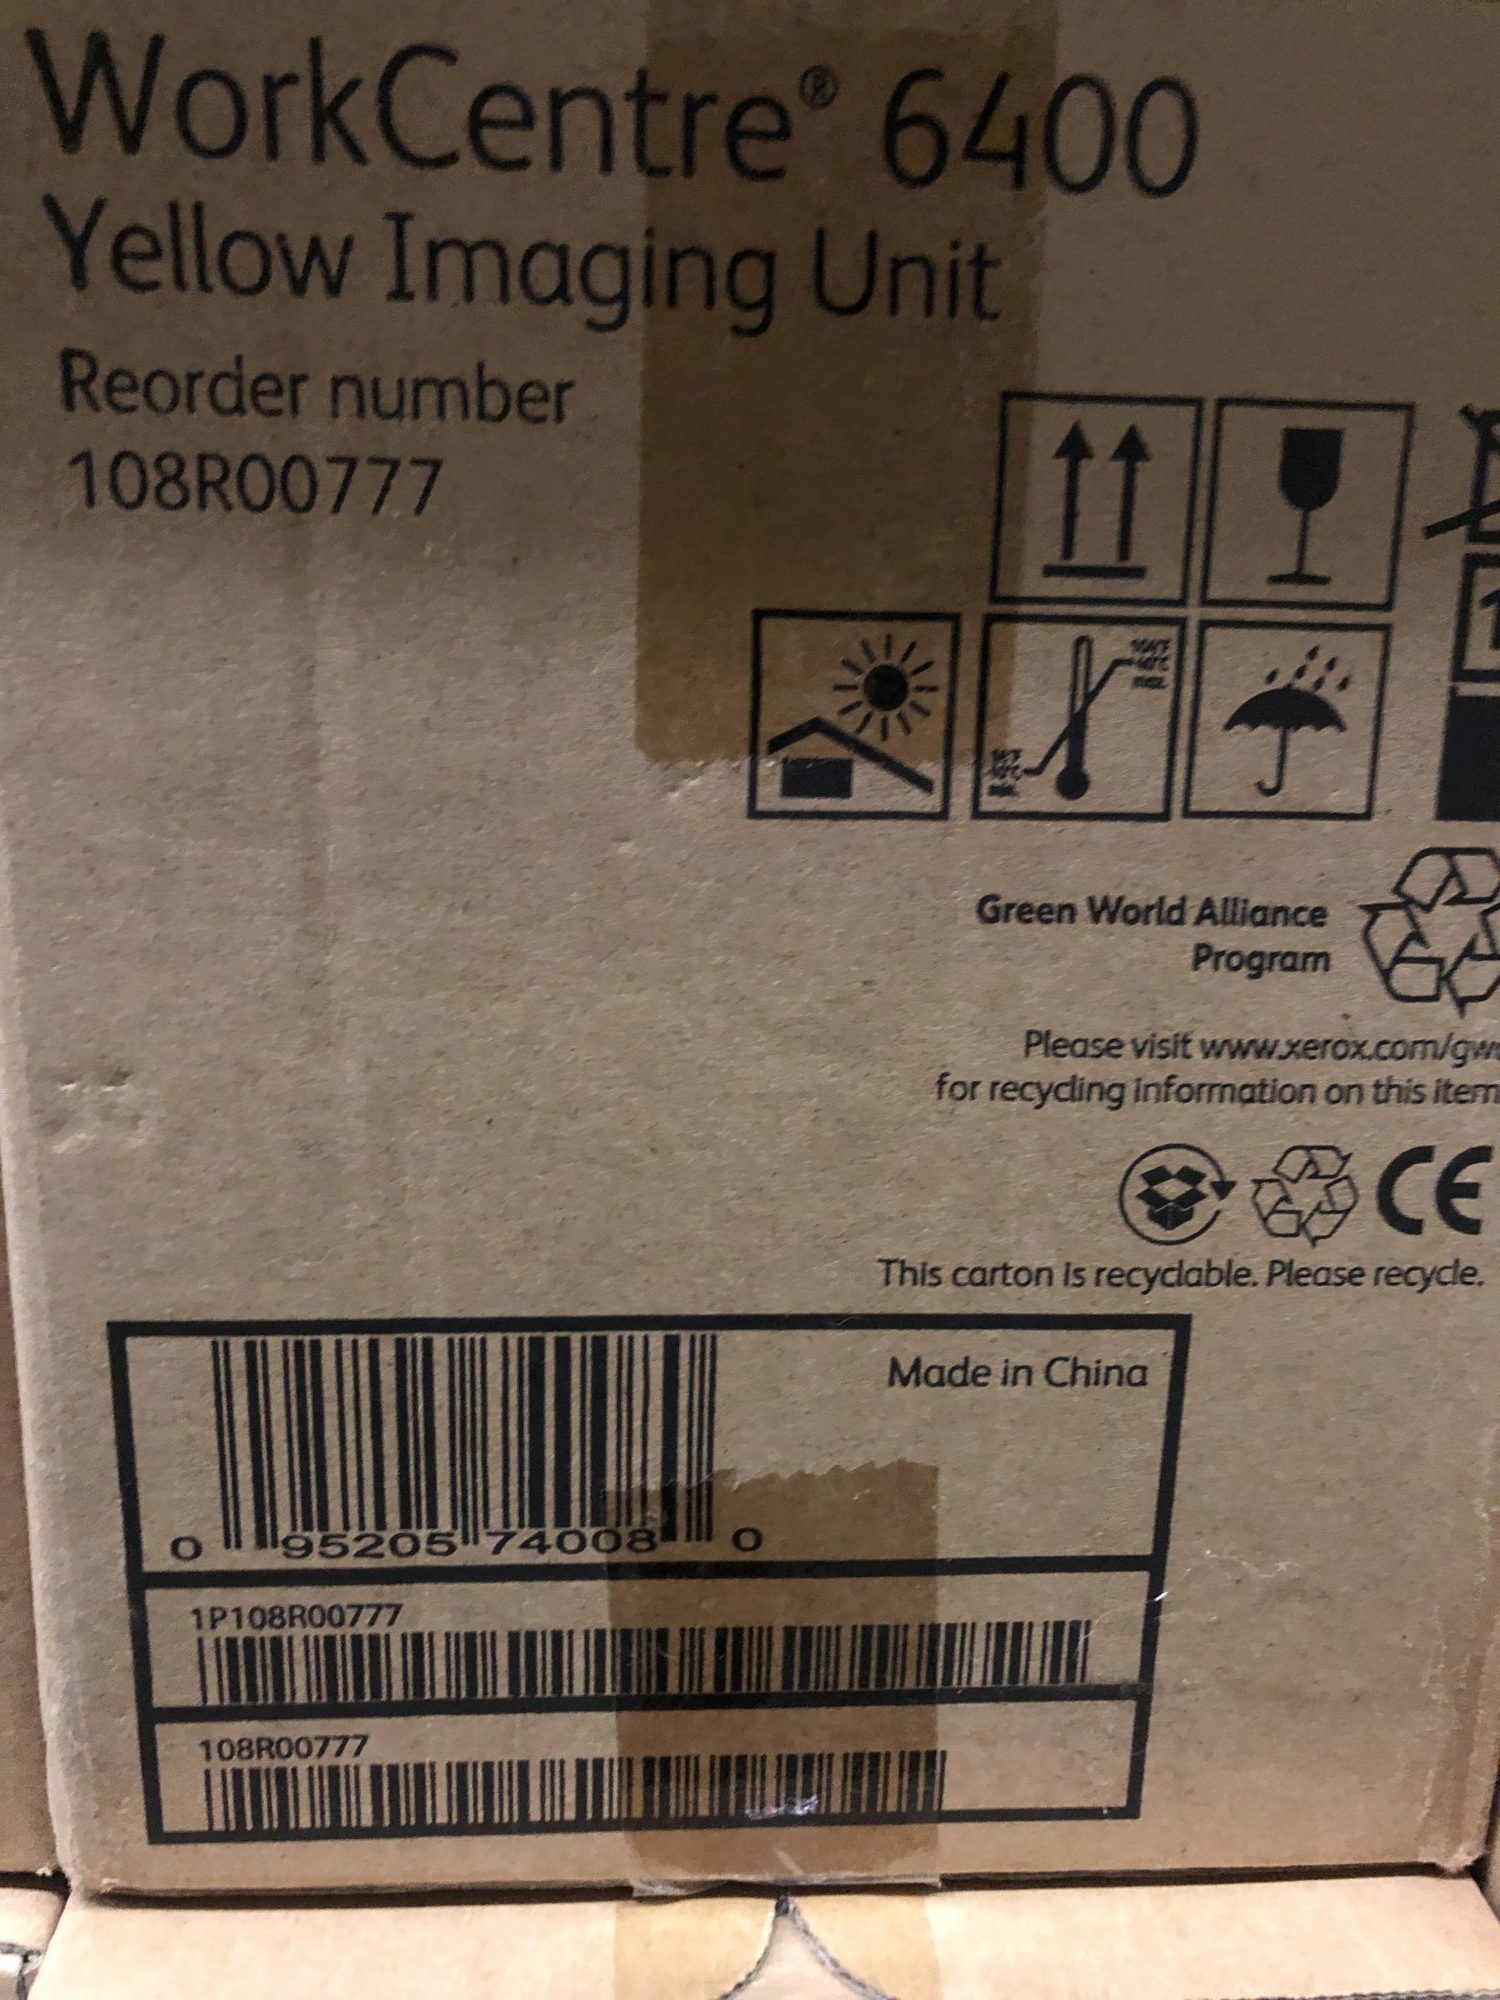 WorkCentre® 6400
Yellow Imaging Unit
Reorder number
108R00777
max.
Green World Alliance
Program
Please visit www.xerox.com/gw
for recycling information on this item
CE
This carton is recyclable. Please recycle.
Made in China
0 95205 74008 0
1P108R00777
108R00777